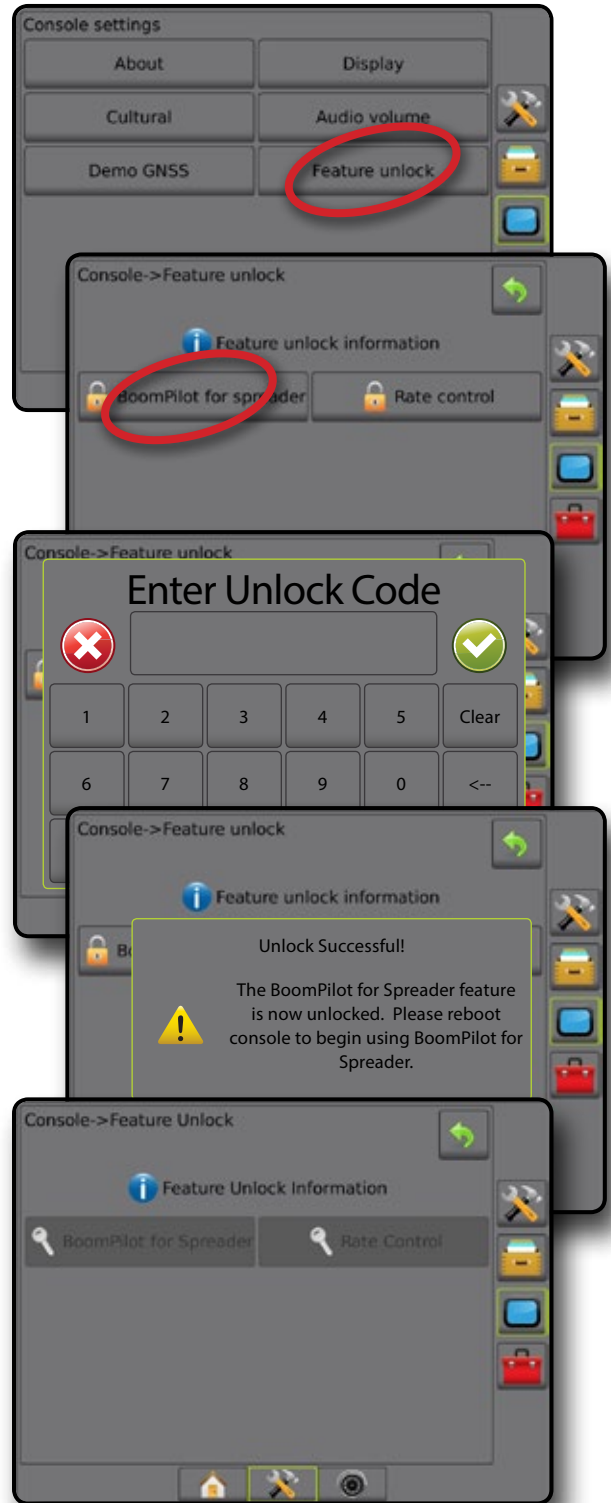 Console settings
About
Display
Cultural
Audio volume
Demo GNSS
Feature unlock
Console->Feature unlock
Feature unlock information
BoomPilot for spreader
Rate control
Console->Feature unlock
Enter Unlock Code
1
2
3
4
5
Clear
6
7
8
9
0
<--
Console->Feature unlock
Feature unlock information
Unlock Successful!
The BoomPilot for Spreader feature
is now unlocked. Please reboot
console to begin using BoomPilot for
Spreader.
Console->Feature Unlock
Feature Unlock Information
BoomPilot for Spreader
Rate Control